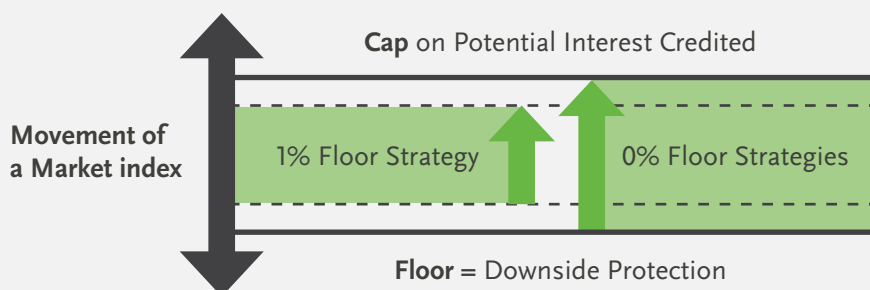 Cap on Potential Interest Credited
Movement of
a Market index
1% Floor Strategy
0% Floor Strategies
Floor = Downside Protection